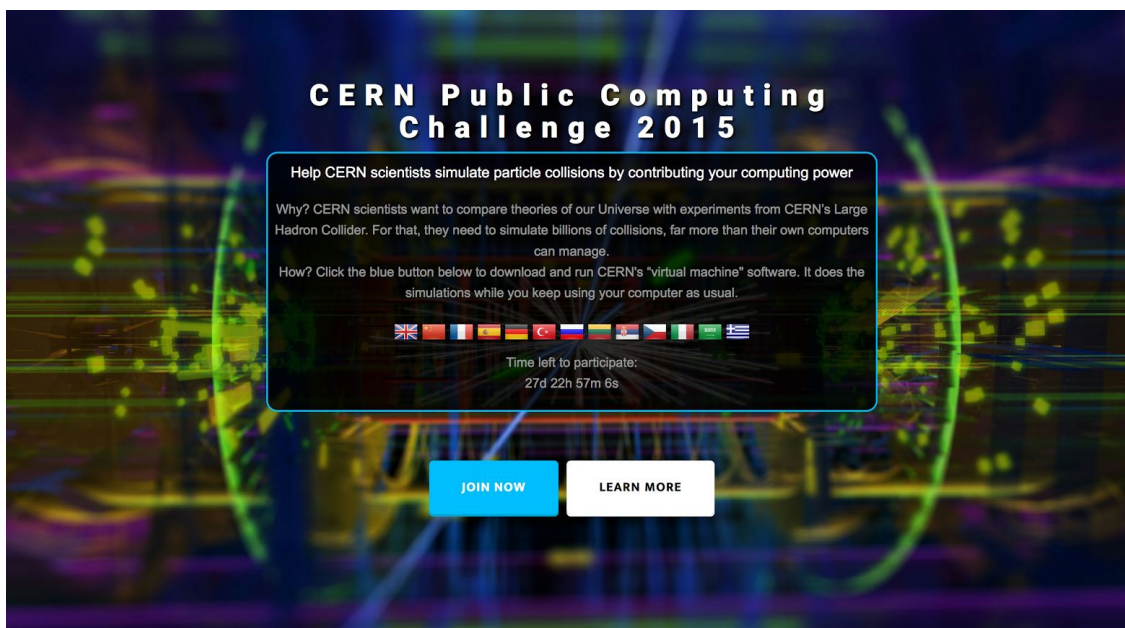 CERN Public Computing
Challenge 2015
Help CERN scientists simulate particle collisions by contributing your computing power
Why? CERN scientists want to compare theories of our Universe with experiments from CERN's Large
Hadron Collider. For that, they need to simulate billions of collisions, far more than their own computers
can manage.
How? Click the blue button below to download and run CERN's "virtual machine" software. It does the
simulations while you keep using your computer as usual.
Time left to participate:
27d 22h 57m 6s
JOIN NOW LEARN MORE